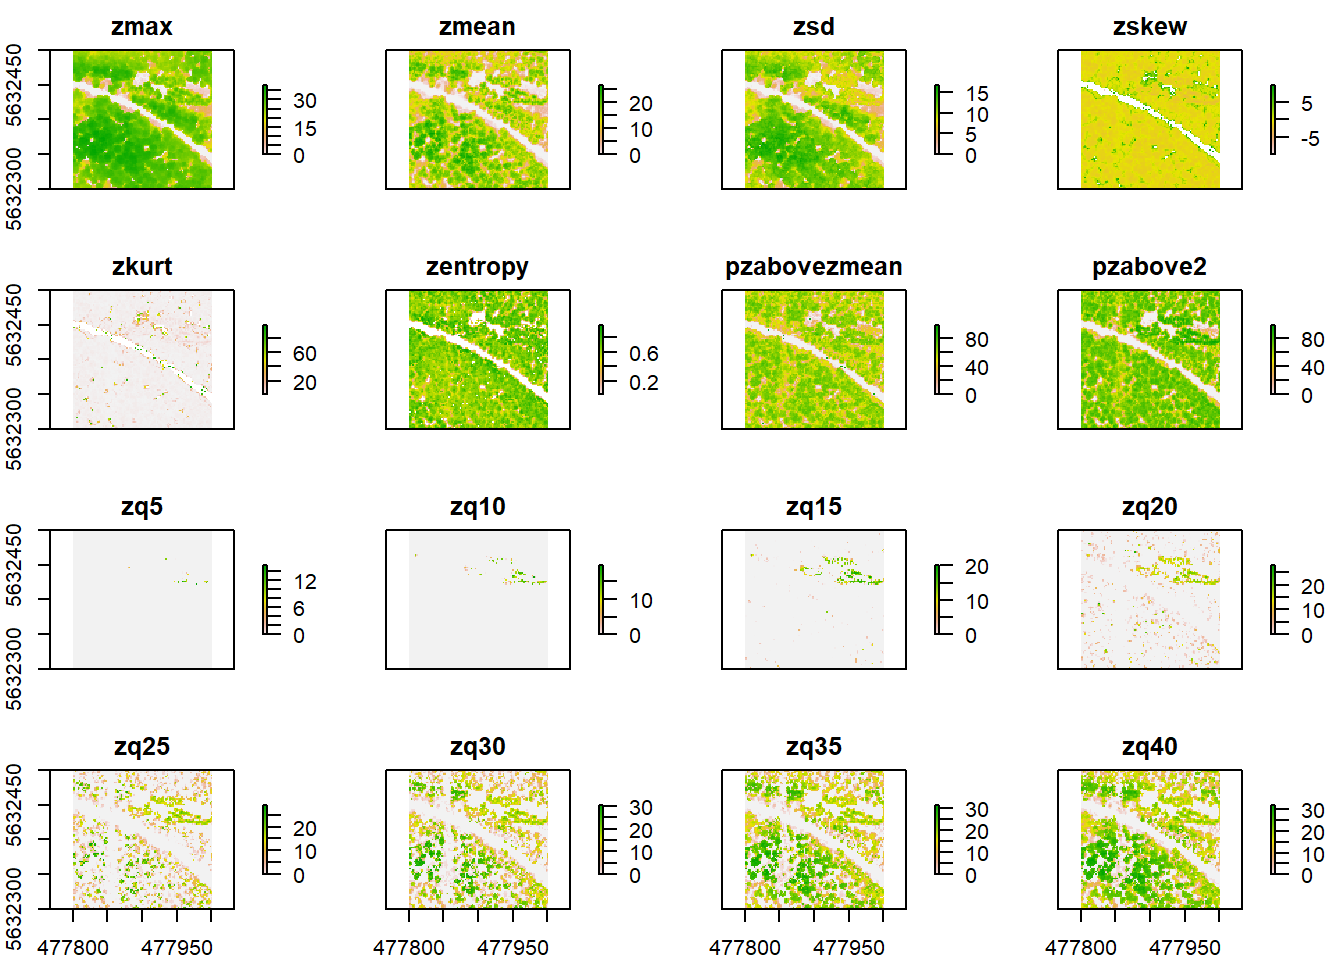 zmax zmean zsd zskew
5632300 5632450
30 15 0
20 10 0
15 10 5 0
5 -5
zkurt zentropy pzabovezmean pzabove2
5632300 5632450
60 20
0.6 0.2
80 40 0
80 40 0
zq5 zq10 zq15 zq20
5632300 5632450
12 6 0
10 0
20 10 0
20 10 0
zq25 zq30 zq35 zq40
5632300 5632450
20 10 0
30 20 10 0
30 20 10 0
30 20 10 0
477800 477950 477800 477950 477800 477950 477800 477950